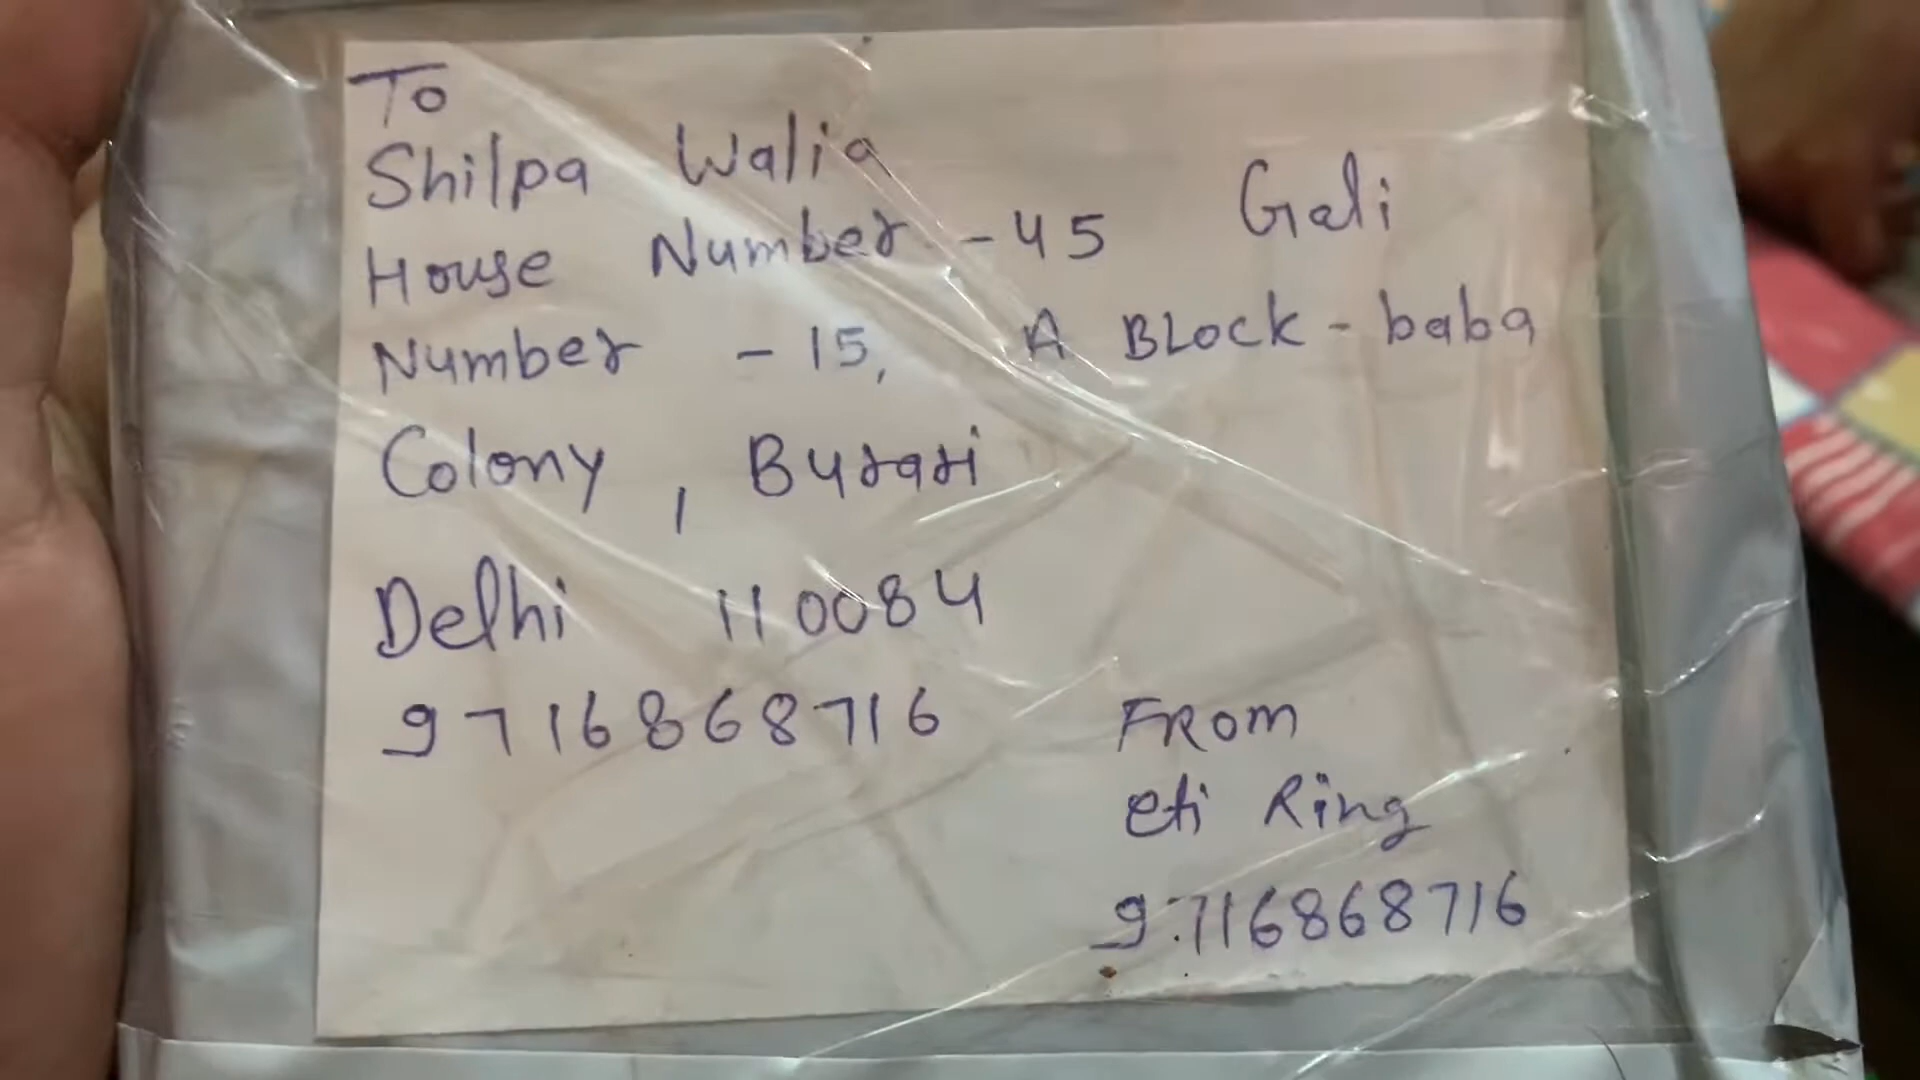 To
Shilpa Walia
House Number - 45 Gali
Number - 15, A BLock - baba
Colony, Burari
Delhi 110084
9716868716
FROM
eti Ring
9716868716